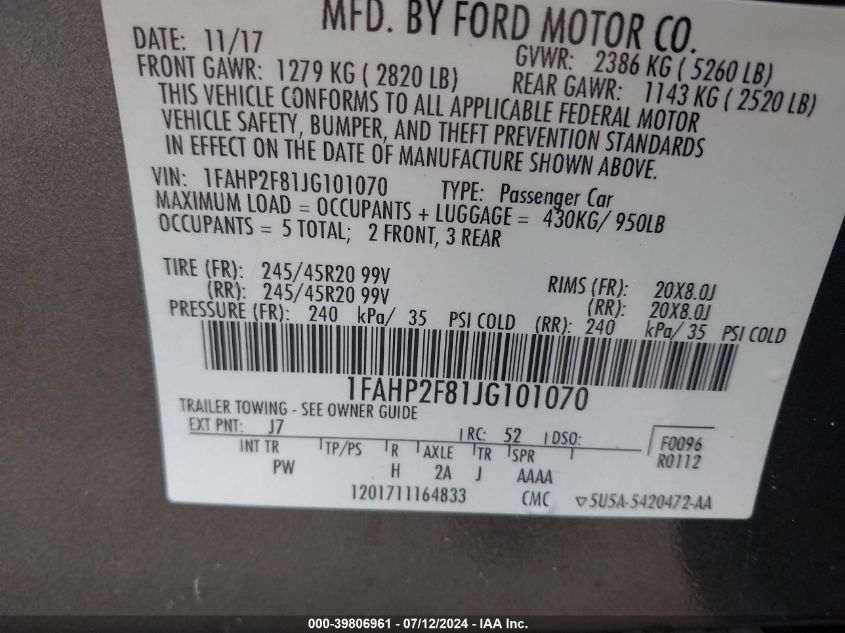 MFD. BY FORD MOTOR CO.
DATE: 11/17 GVWR: 2386 KG ( 5260 LB)
FRONT GAWR: 1279 KG ( 2820 LB) REAR GAWR: 1143 KG ( 2520 LB)
THIS VEHICLE CONFORMS TO ALL APPLICABLE FEDERAL MOTOR
VEHICLE SAFETY, BUMPER, AND THEFT PREVENTION STANDARDS
IN EFFECT ON THE DATE OF MANUFACTURE SHOWN ABOVE.
VIN: 1FAHP2F81JG101070 TYPE: Passenger Car
MAXIMUM LOAD = OCCUPANTS + LUGGAGE = 430KG/ 950LB
OCCUPANTS = 5 TOTAL; 2 FRONT, 3 REAR
TIRE (FR): 245/45R20 99V RIMS (FR): 20X8.0J
(RR): 245/45R20 99V (RR): 20X8.0J
PRESSURE (FR): 240 kPa/ 35 PSI COLD (RR): 240 kPa/ 35 PSI COLD
1FAHP2F81JG101070
TRAILER TOWING - SEE OWNER GUIDE
EXT PNT: J7 RC: 52 DSO: F0096
INT TR TP/PS R AXLE TR SPR R0112
PW H 2A J AAAA
1201711164833 CMC 5U5A-5420472-AA
000-39806961 - 07/12/2024 - IAA Inc.